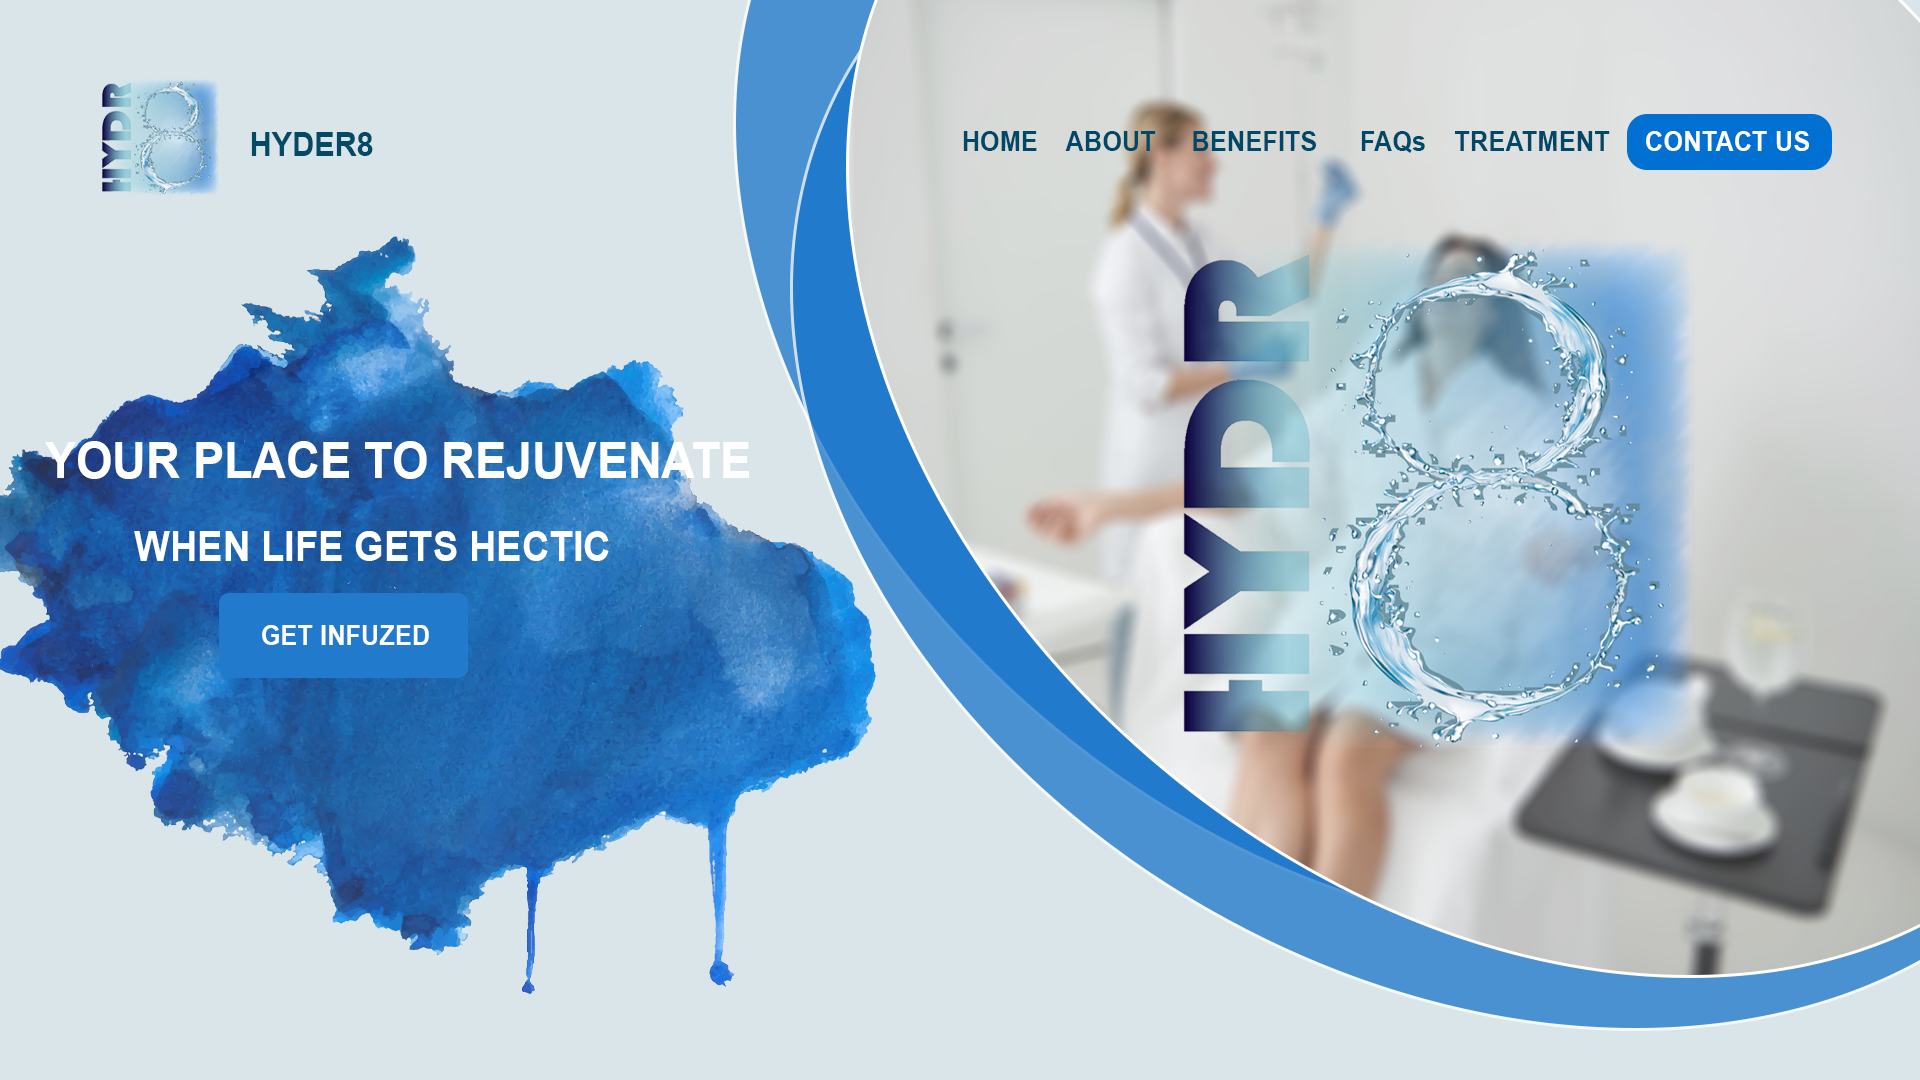 HYDR8
HYDER8
HOME ABOUT BENEFITS FAQs TREATMENT CONTACT US
YOUR PLACE TO REJUVENATE
WHEN LIFE GETS HECTIC
GET INFUZED
HYDR8